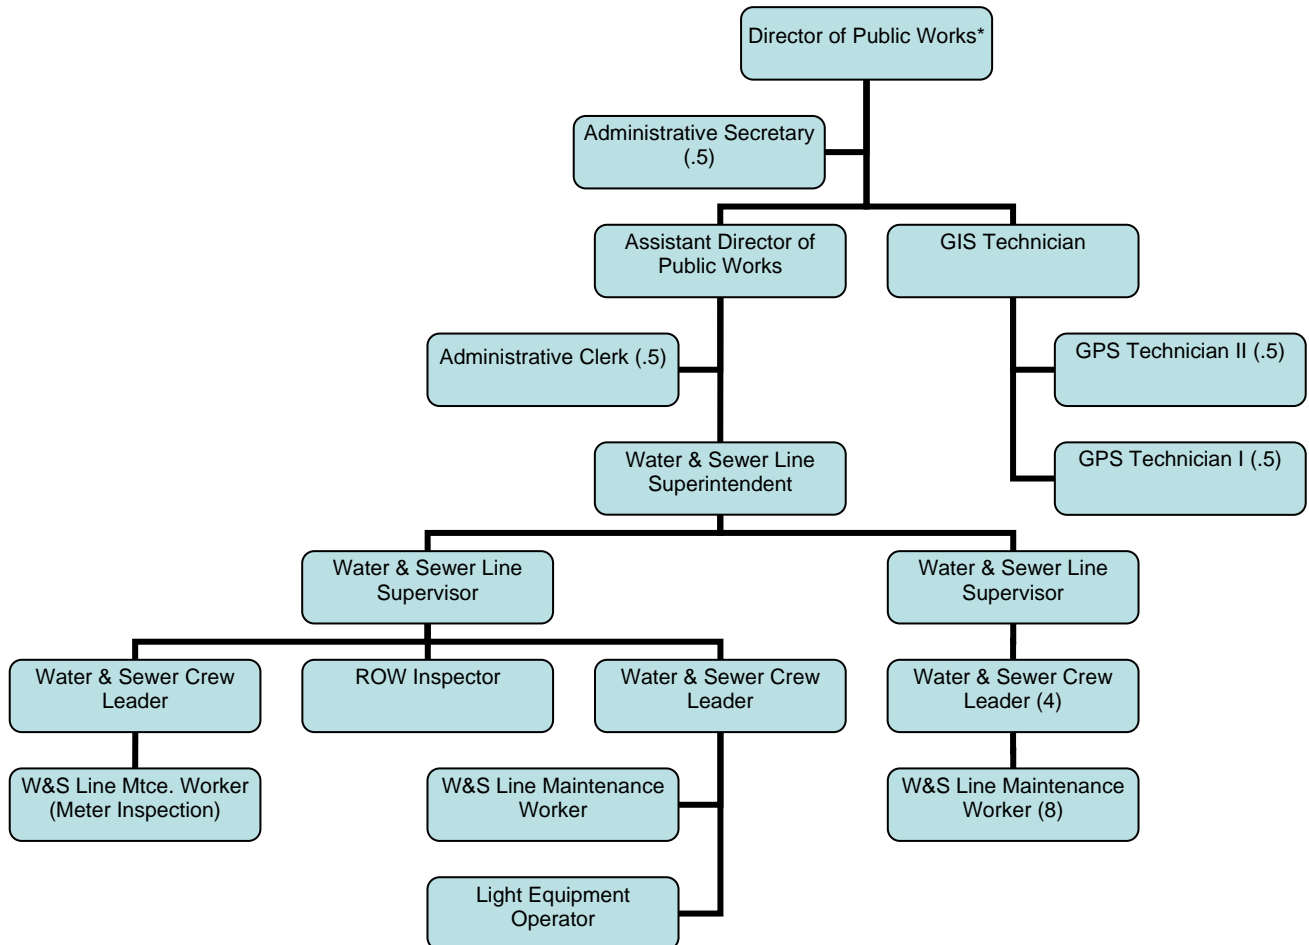 Director of Public Works*
Administrative Secretary
(.5)
Assistant Director of
Public Works
GIS Technician
Administrative Clerk (.5)
GPS Technician II (.5)
Water & Sewer Line
Superintendent
GPS Technician I (.5)
Water & Sewer Line
Supervisor
Water & Sewer Line
Supervisor
Water & Sewer Crew
Leader
ROW Inspector
Water & Sewer Crew
Leader
Water & Sewer Crew
Leader (4)
W&S Line Mtce. Worker
(Meter Inspection)
W&S Line Maintenance
Worker
W&S Line Maintenance
Worker (8)
Light Equipment
Operator